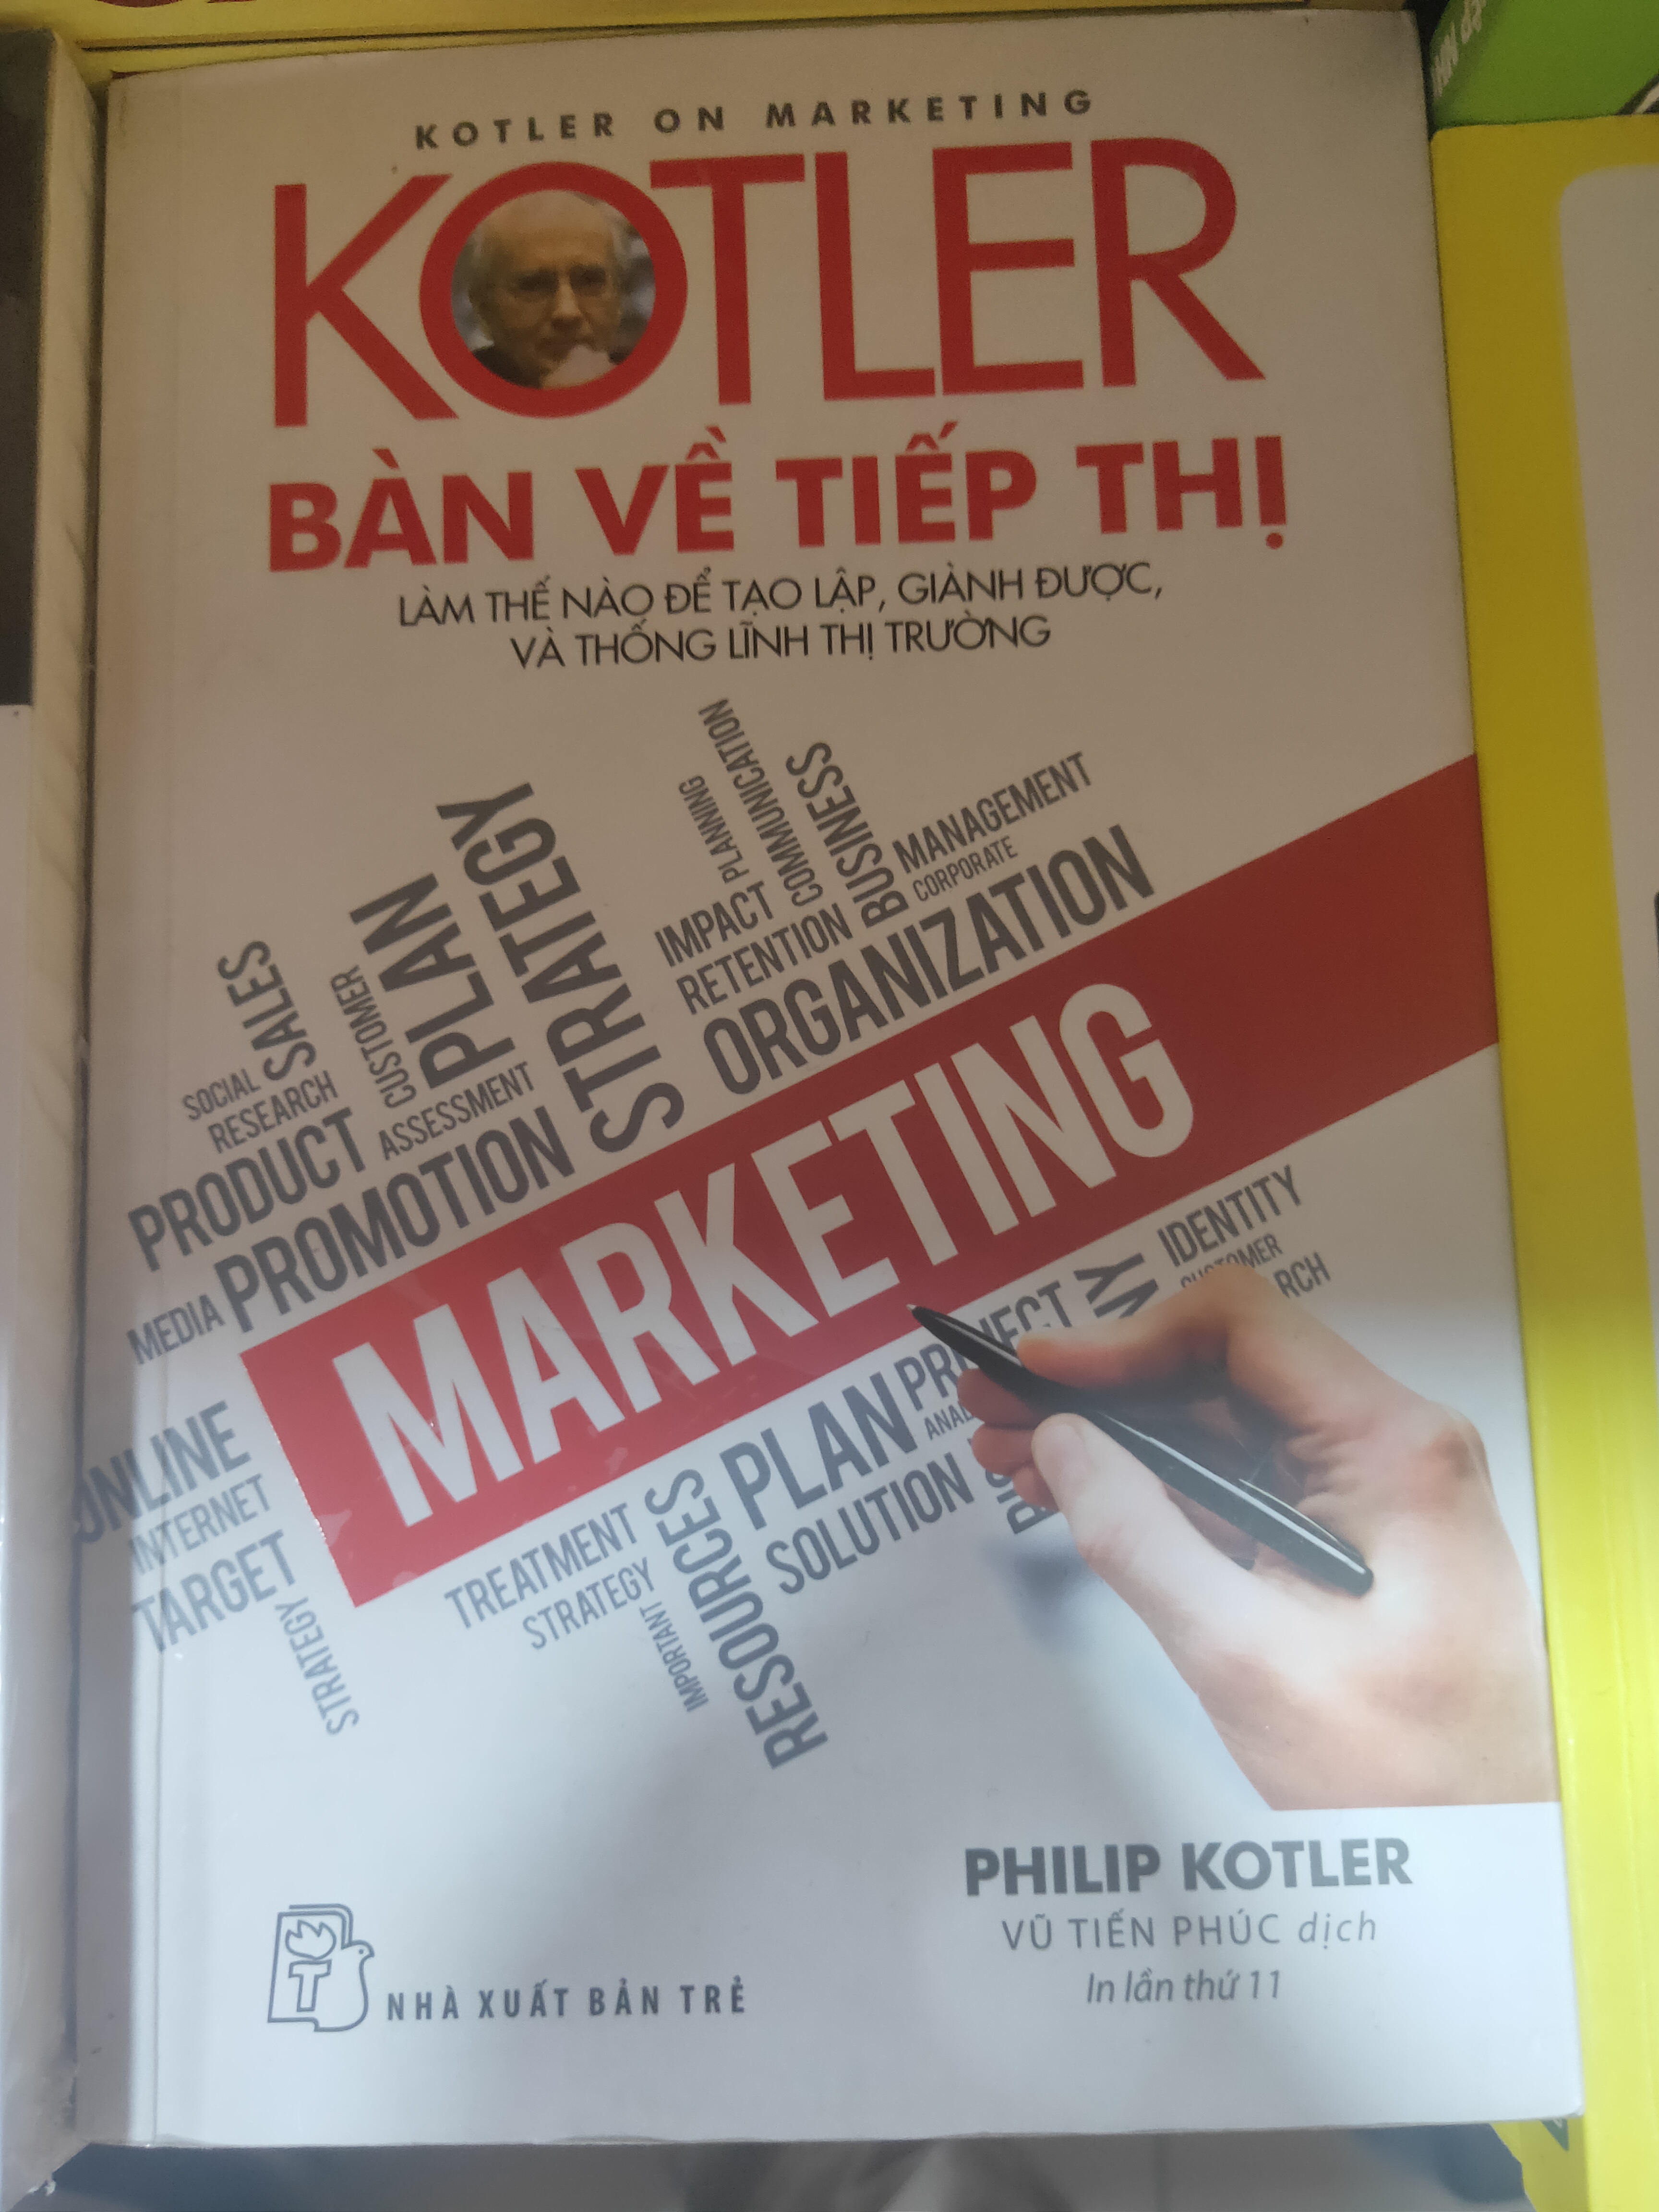 KOTLER ON MARKETING
KOTLER
BÀN VỀ TIẾP THỊ
LÀM THẾ NÀO ĐỂ TẠO LẬP, GIÀNH ĐƯỢC,
VÀ THỐNG LĨNH THỊ TRƯỜNG
SOCIAL
SALES
RESEARCH
CUSTOMER
PLAN
STRATEGY
ASSESSMENT
PRODUCT
MEDIA
PROMOTION
PLANNING
COMMUNICATION
BUSINESS
IMPACT
RETENTION
MANAGEMENT
CORPORATE
ORGANIZATION
MARKETING
IDENTITY
CUSTOMER
RCH
ONLINE
INTERNET
TARGET
STRATEGY
TREATMENT
STRATEGY
IMPORTANT
RESOURCES
PLAN
PROJECT
SOLUTION
PHILIP KOTLER
VŨ TIẾN PHÚC dịch
In lần thứ 11
T
NHÀ XUẤT BẢN TRẺ